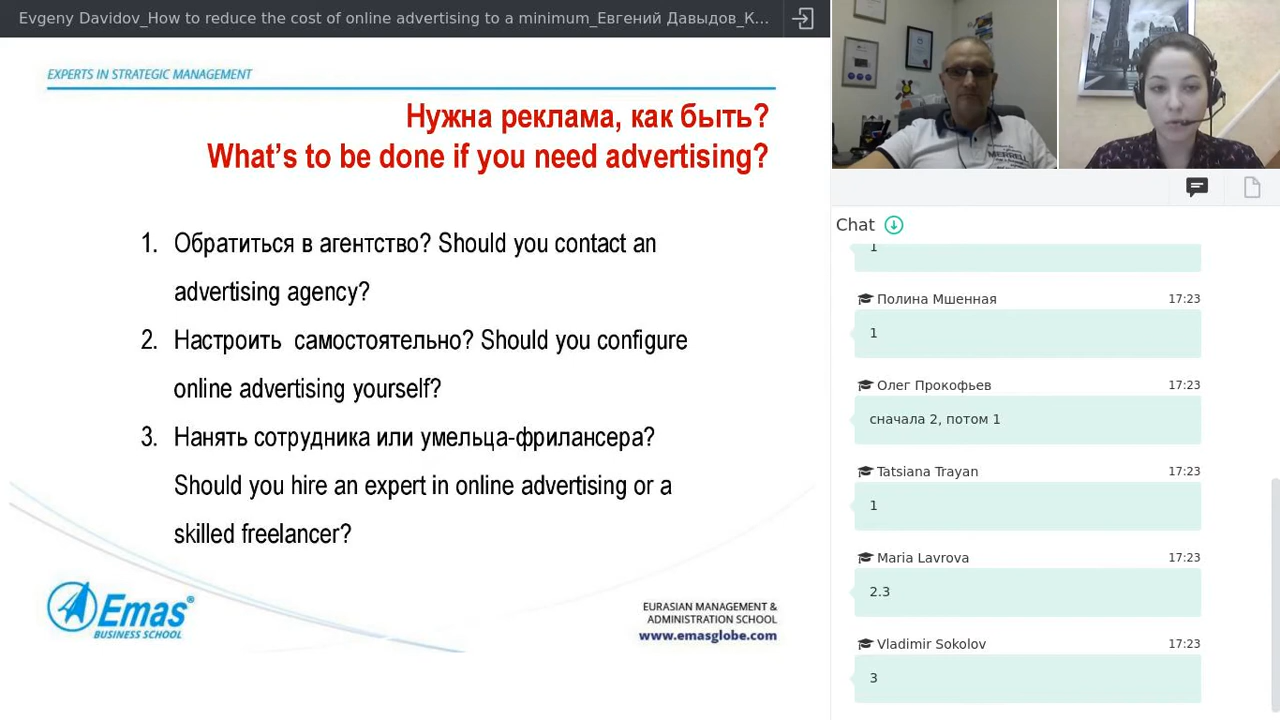 Evgeny Davidov_How to reduce the cost of online advertising to a minimum_Евгений Давыдов_К...
EXPERTS IN STRATEGIC MANAGEMENT
Нужна реклама, как быть?
What's to be done if you need advertising?
1. Обратиться в агентство? Should you contact an
advertising agency?
2. Настроить самостоятельно? Should you configure
online advertising yourself?
3. Нанять сотрудника или умельца-фрилансера?
Should you hire an expert in online advertising or a
skilled freelancer?
Emas®
BUSINESS SCHOOL
EURASIAN MANAGEMENT &
ADMINISTRATION SCHOOL
www.emasglobe.com
MERRELL
Chat
1
Полина Мшенная 17:23
1
Олег Прокофьев 17:23
сначала 2, потом 1
Tatsiana Trayan 17:23
1
Maria Lavrova 17:23
2.3
Vladimir Sokolov 17:23
3